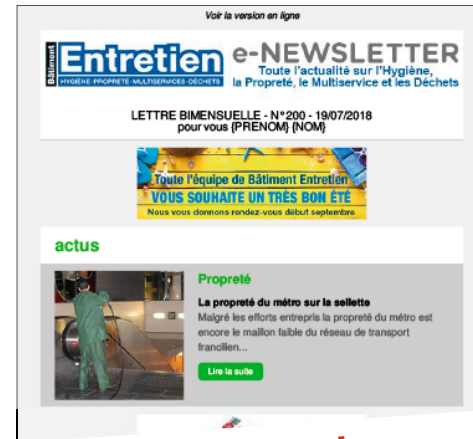 Voir la version en ligne
Bâtiment
Entretien
HYGIÈNE-PROPRETÉ-MULTISERVICES-DÉCHETS
e-NEWSLETTER
Toute l'actualité sur l'Hygiène,
la Propreté, le Multiservice et les Déchets
LETTRE BIMENSUELLE - N°200 - 19/07/2018
pour vous {PRENOM} {NOM}
Toute l'équipe de Bâtiment Entretien
VOUS SOUHAITE UN TRÈS BON ÉTÉ
Nous vous donnons rendez-vous début septembre
actus
Propreté
La propreté du métro sur la sellette
Malgré les efforts entrepris la propreté du métro est
encore le maillon faible du réseau de transport
francilien...
Lire la suite